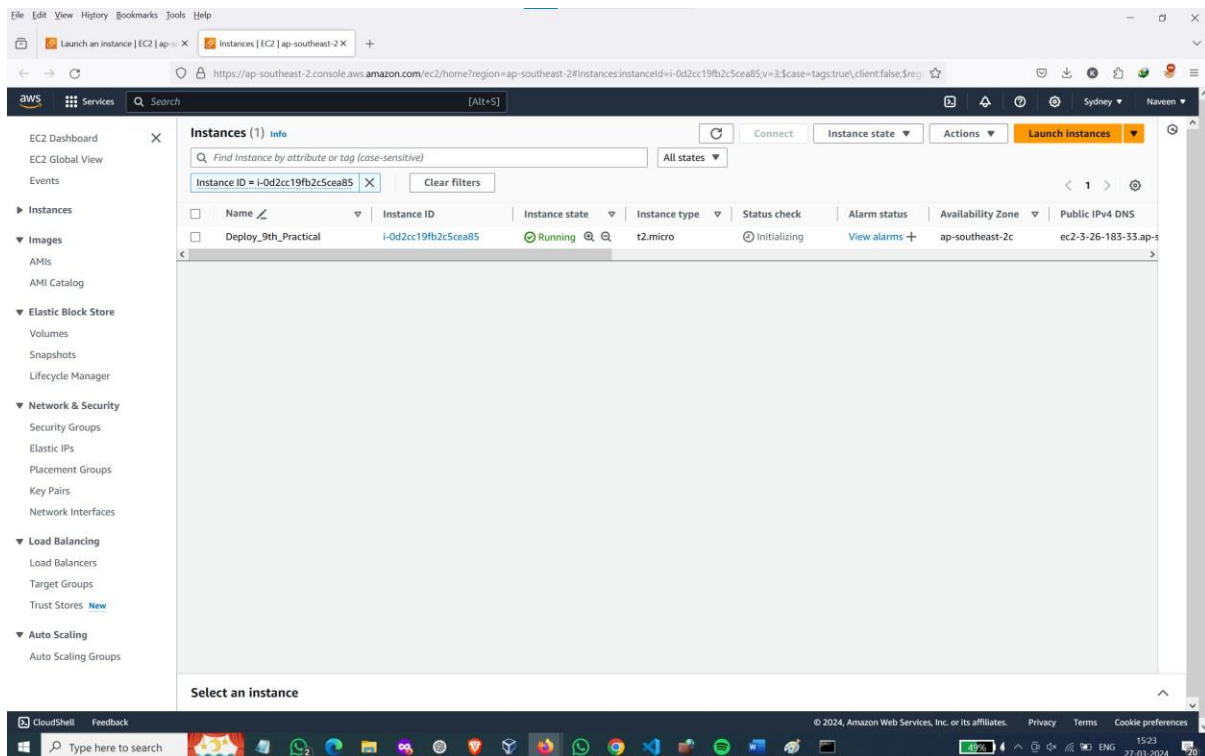 File Edit View History Bookmarks Tools Help
Launch an instance | EC2 | ap-s
Instances | EC2 | ap-southeast-2
https://ap-southeast-2.console.aws.amazon.com/ec2/home?region=ap-southeast-2#Instances:instanceId=i-0d2cc19fb2c5cea85;v=3;$case=tags:true\,client:false;$reg
aws Services Search [Alt+S] Sydney Naveen
EC2 Dashboard
EC2 Global View
Events
Instances
Images
AMIs
AMI Catalog
Elastic Block Store
Volumes
Snapshots
Lifecycle Manager
Network & Security
Security Groups
Elastic IPs
Placement Groups
Key Pairs
Network Interfaces
Load Balancing
Load Balancers
Target Groups
Trust Stores New
Auto Scaling
Auto Scaling Groups
Instances (1) Info Connect Instance state Actions Launch instances
Find Instance by attribute or tag (case-sensitive) All states
Instance ID = i-0d2cc19fb2c5cea85 Clear filters 1
Name Instance ID Instance state Instance type Status check Alarm status Availability Zone Public IPv4 DNS
Deploy_9th_Practical i-0d2cc19fb2c5cea85 Running t2.micro Initializing View alarms + ap-southeast-2c ec2-3-26-183-33.ap-s
Select an instance
CloudShell Feedback © 2024, Amazon Web Services, Inc. or its affiliates. Privacy Terms Cookie preferences
Type here to search 49% ENG 15:23
27-03-2024 20